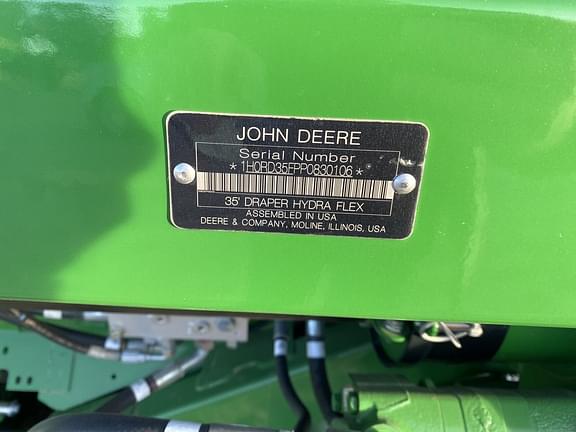 JOHN DEERE
Serial Number
*1H0RD35FPP0830106*
35' DRAPER HYDRA FLEX
ASSEMBLED IN USA
DEERE & COMPANY, MOLINE, ILLINOIS, USA